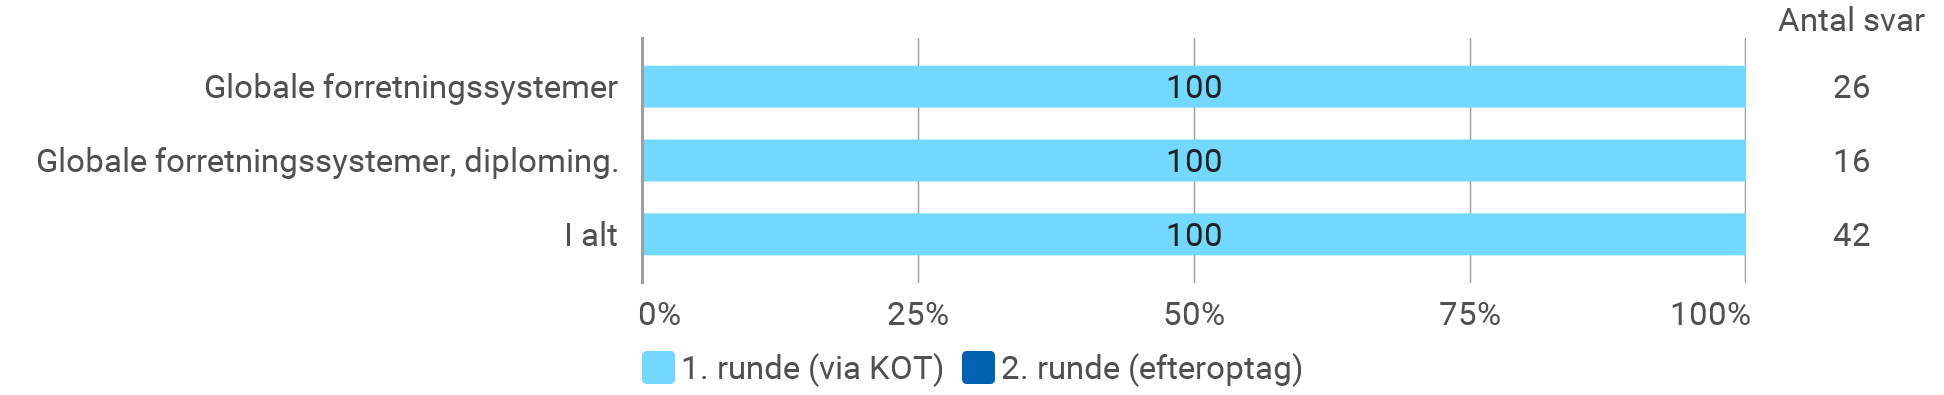 Antal svar
Globale forretningssystemer 100 26
Globale forretningssystemer, diploming. 100 16
I alt 100 42
0% 25% 50% 75% 100%
1. runde (via KOT) 2. runde (efteroptag)